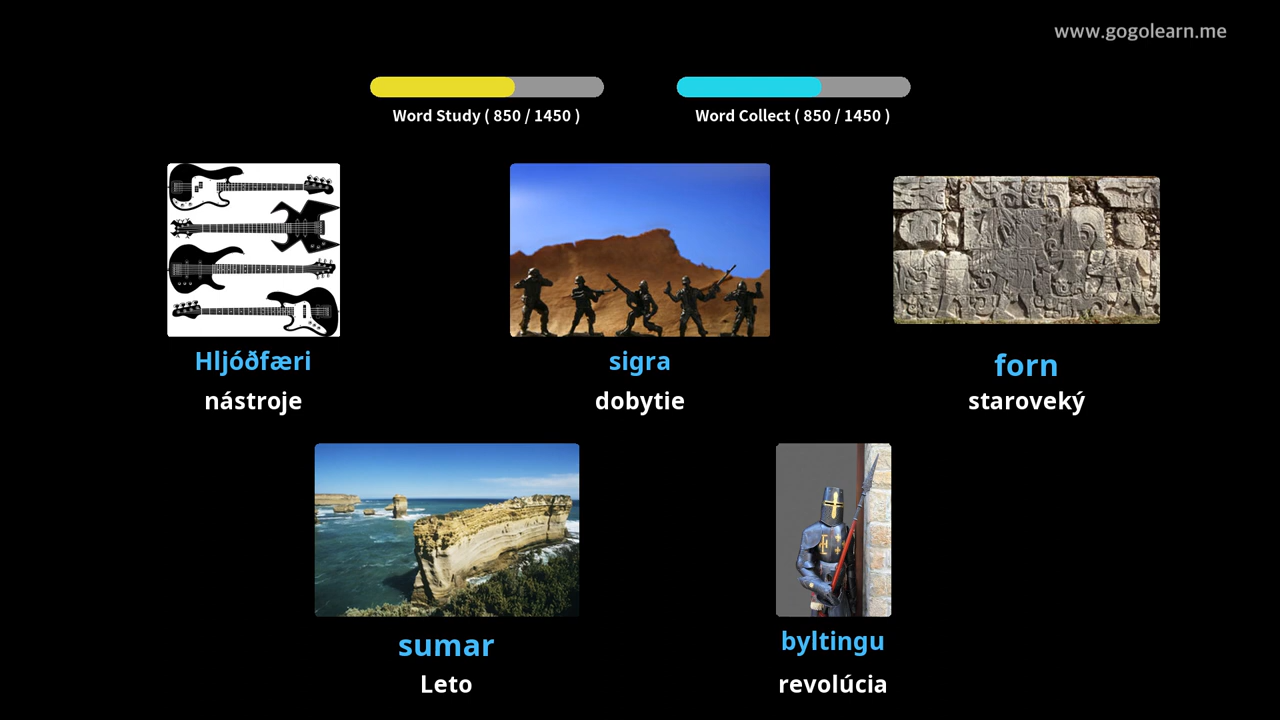 www.gogolearn.me
Word Study ( 850 / 1450 )
Word Collect ( 850 / 1450 )
Hljóðfæri
nástroje
sigra
dobytie
forn
staroveký
sumar
Leto
byltingu
revolúcia